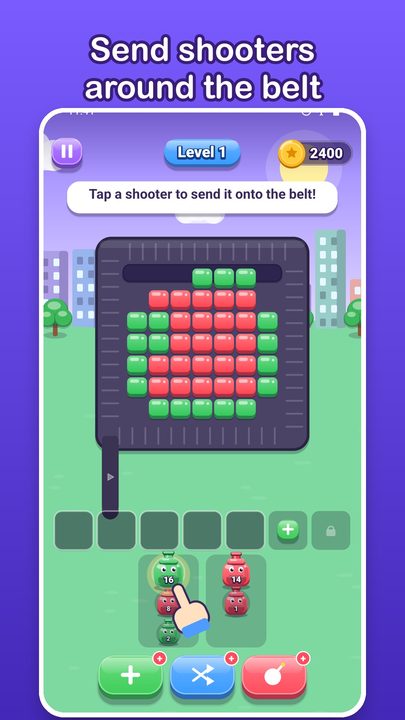 Send shooters
around the belt
Level 1
2400
Tap a shooter to send it onto the belt!
16
14
8
1
2